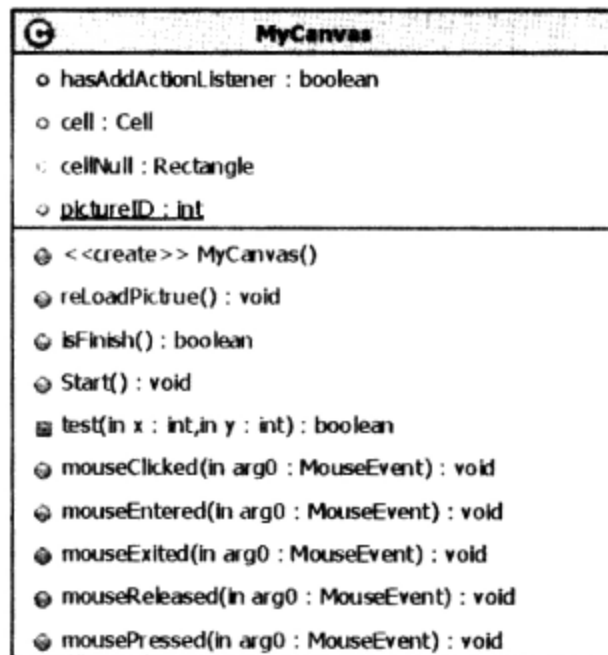 C MyCanvas
hasAddActionListener : boolean
cell : Cell
cellNull : Rectangle
pictureID : int
<<create>> MyCanvas()
reLoadPictrue() : void
isFinish() : boolean
Start() : void
test(in x : int,in y : int) : boolean
mouseClicked(in arg0 : MouseEvent) : void
mouseEntered(in arg0 : MouseEvent) : void
mouseExited(in arg0 : MouseEvent) : void
mouseReleased(in arg0 : MouseEvent) : void
mousePressed(in arg0 : MouseEvent) : void